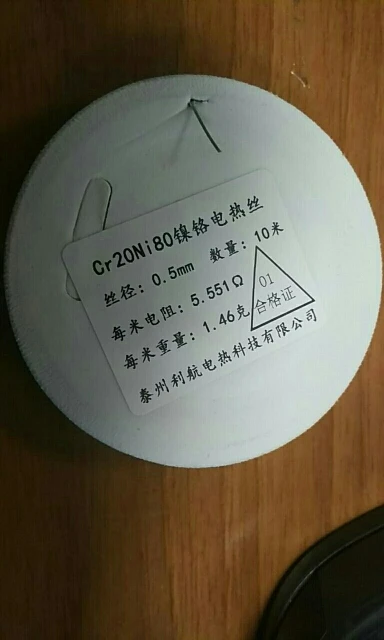 Cr20Ni80镍铬电热丝
丝径：0.5mm 数量：10米
每米电阻：5.551Ω
每米重量：1.46克
01
合格证
泰州利航电热科技有限公司